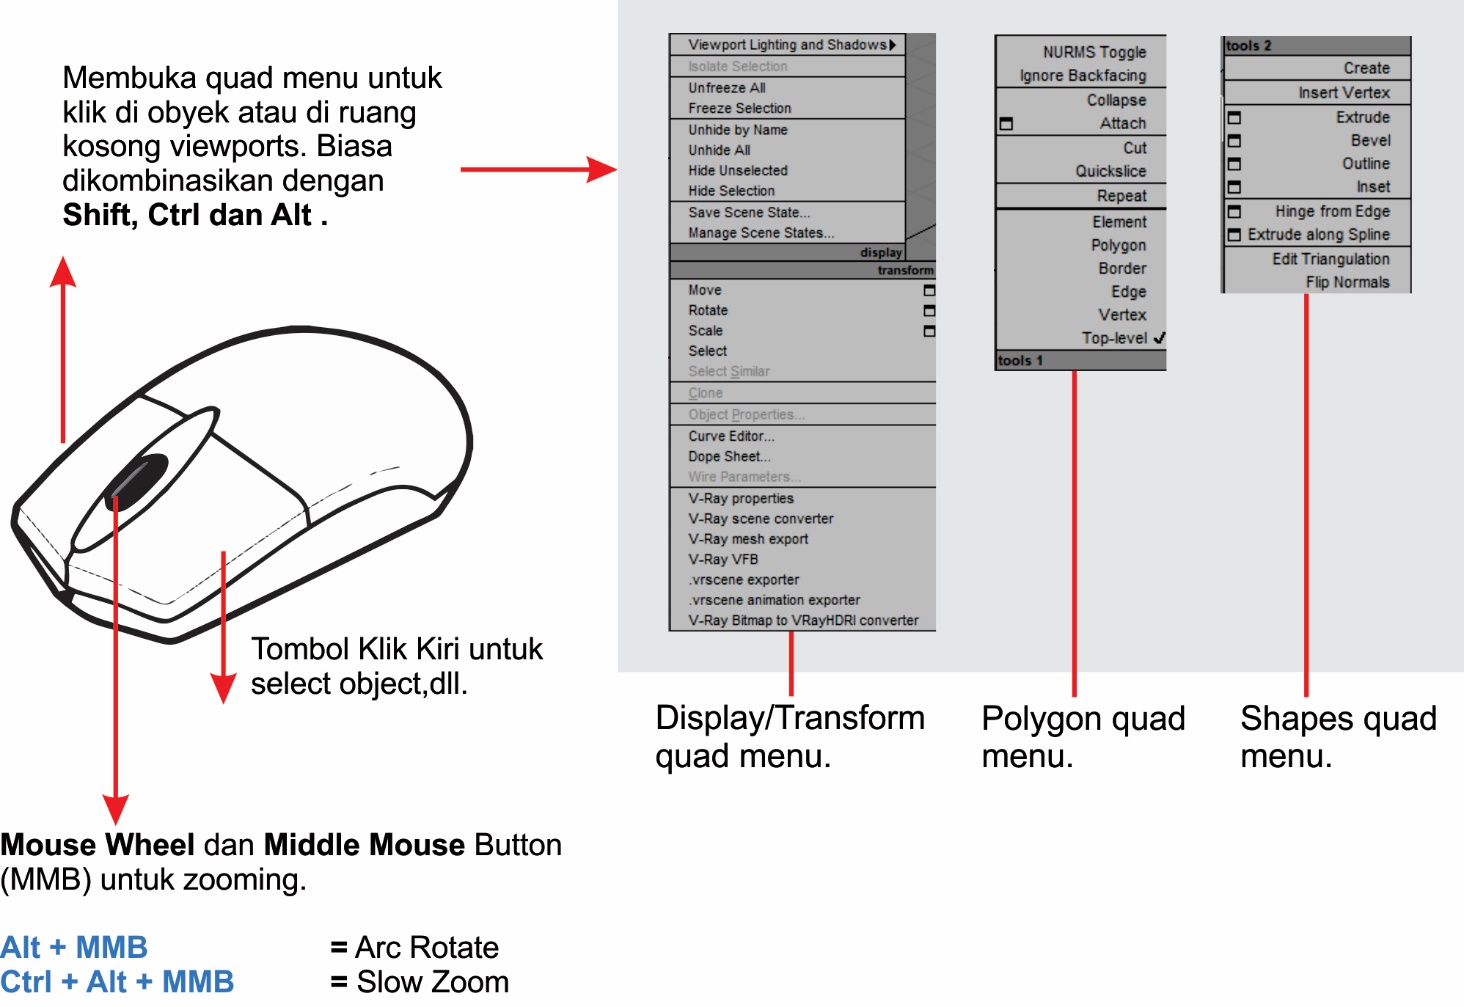 Membuka quad menu untuk
klik di obyek atau di ruang
kosong viewports. Biasa
dikombinasikan dengan
Shift, Ctrl dan Alt .
Tombol Klik Kiri untuk
select object,dll.
Mouse Wheel dan Middle Mouse Button
(MMB) untuk zooming.
Alt + MMB = Arc Rotate
Ctrl + Alt + MMB = Slow Zoom
Viewport Lighting and Shadows
Isolate Selection
Unfreeze All
Freeze Selection
Unhide by Name
Unhide All
Hide Unselected
Hide Selection
Save Scene State...
Manage Scene States...
display
transform
Move
Rotate
Scale
Select
Select Similar
Clone
Object Properties...
Curve Editor...
Dope Sheet...
Wire Parameters...
V-Ray properties
V-Ray scene converter
V-Ray mesh export
V-Ray VFB
.vrscene exporter
.vrscene animation exporter
V-Ray Bitmap to VRayHDRI converter
Display/Transform
quad menu.
NURMS Toggle
Ignore Backfacing
Collapse
Attach
Cut
Quickslice
Repeat
Element
Polygon
Border
Edge
Vertex
Top-level
tools 1
Polygon quad
menu.
tools 2
Create
Insert Vertex
Extrude
Bevel
Outline
Inset
Hinge from Edge
Extrude along Spline
Edit Triangulation
Flip Normals
Shapes quad
menu.